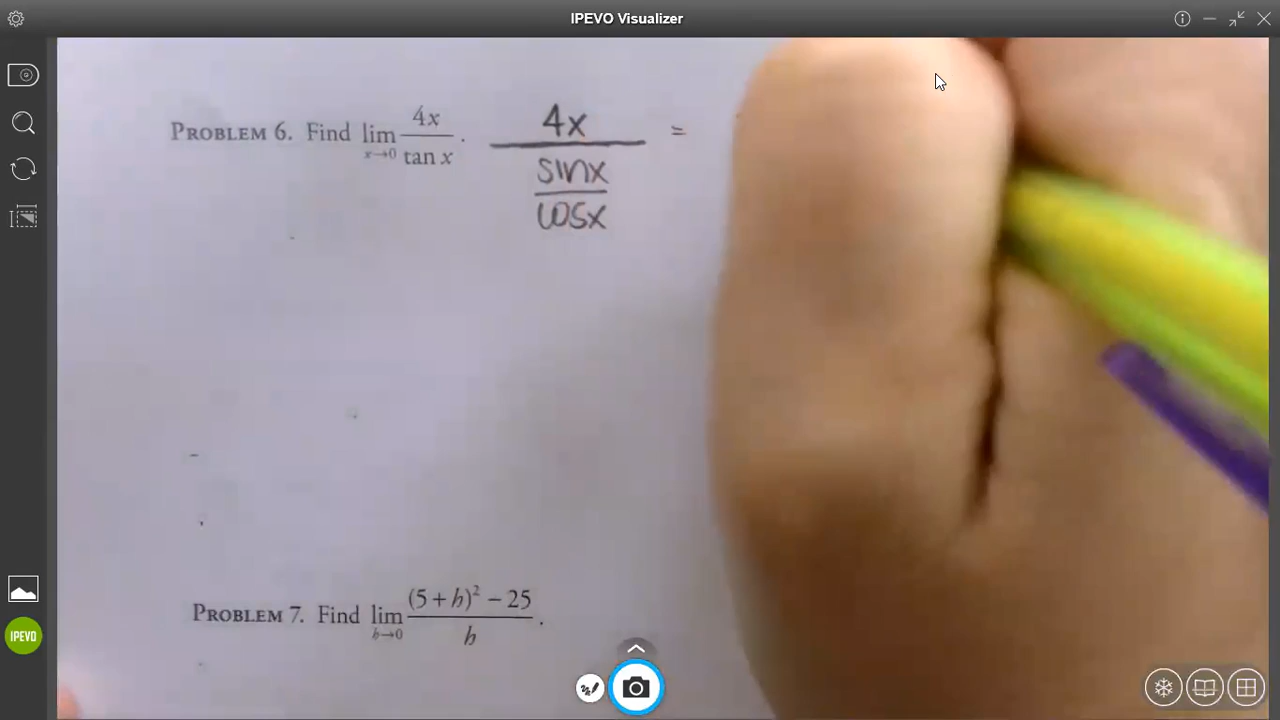 IPEVO Visualizer
PROBLEM 6. Find lim x→0 4x / tan x . 4x / sinx / cosx =
PROBLEM 7. Find lim h→0 (5 + h)² − 25 / h .
IPEVO